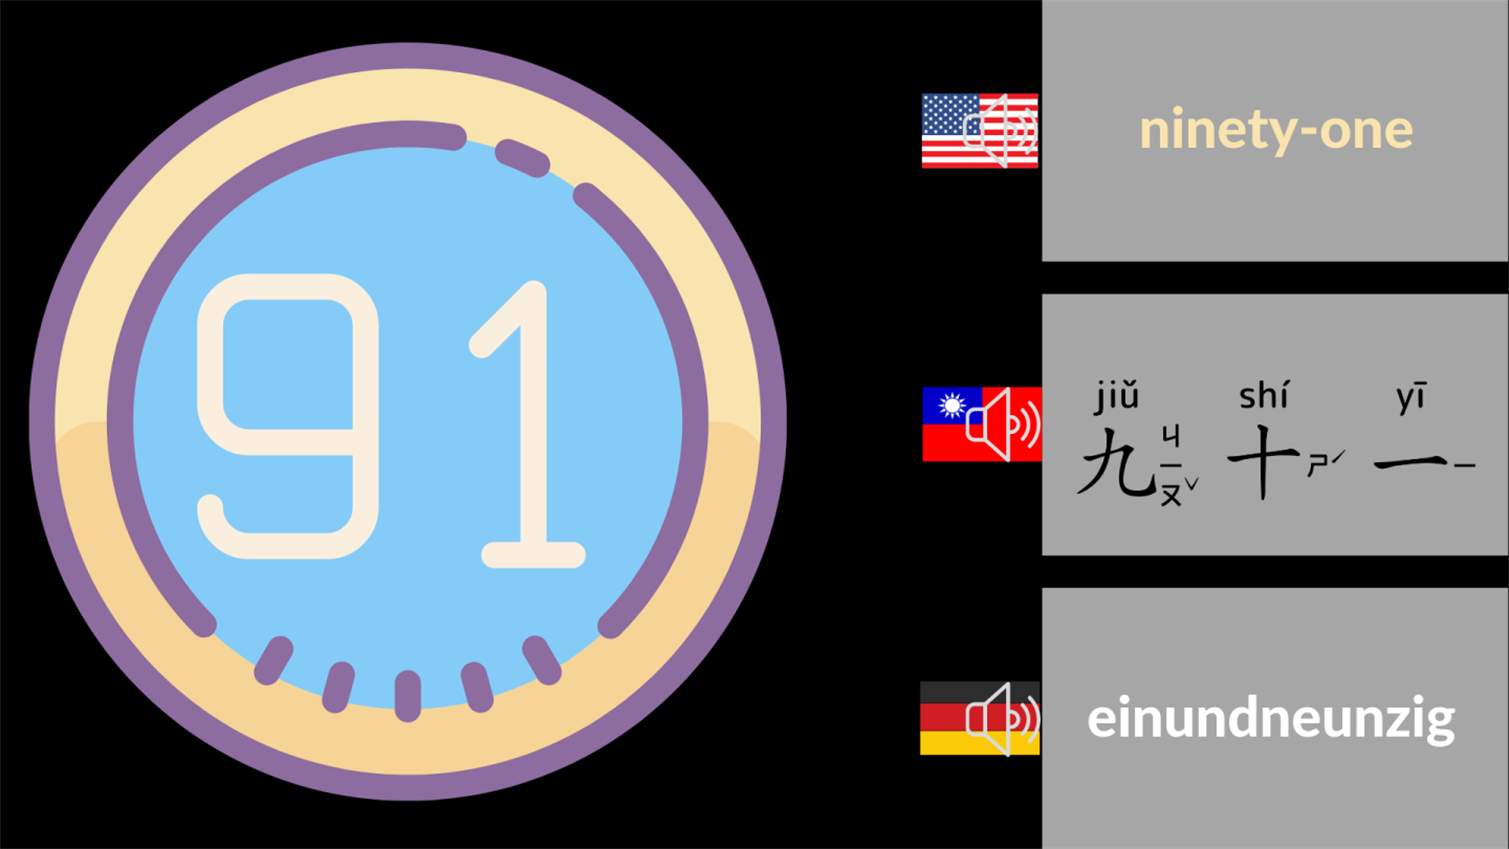 91
ninety-one
jiǔ shí yī
九ㄐㄧㄡˇ 十ㄕˊ 一ㄧ
einundneunzig